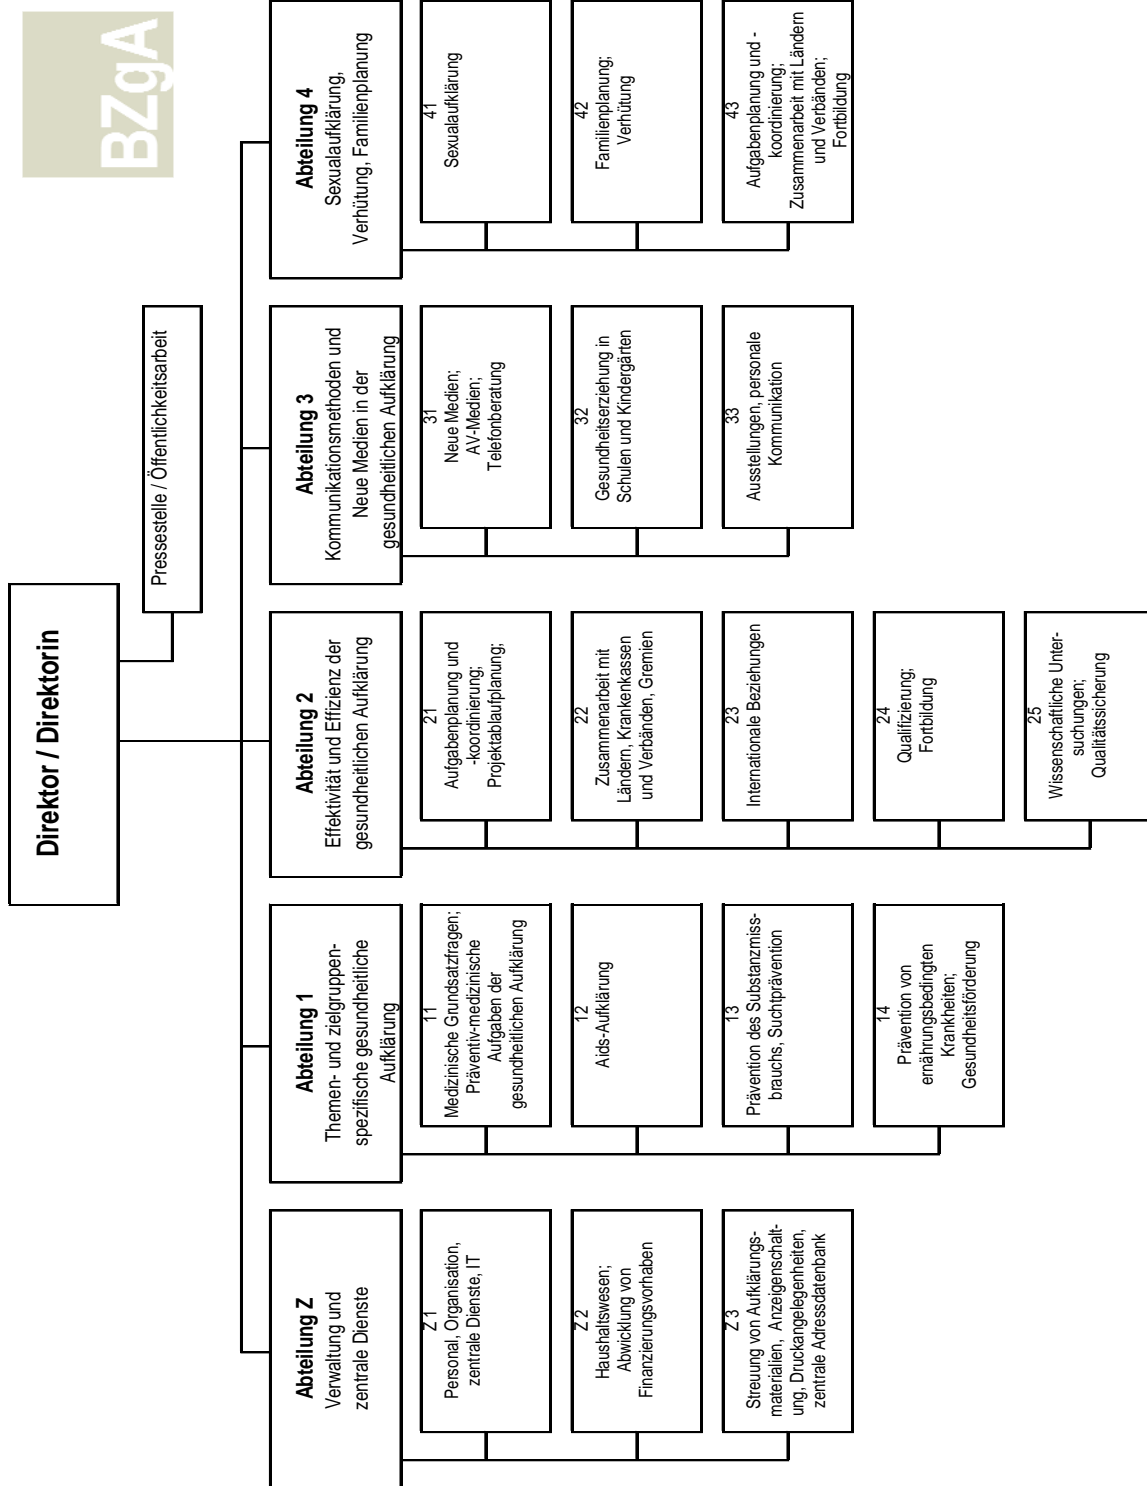 BZgA
Direktor / Direktorin
Pressestelle / Öffentlichkeitsarbeit
Abteilung Z
Verwaltung und
zentrale Dienste
Z 1
Personal, Organisation,
zentrale Dienste, IT
Z 2
Haushaltswesen;
Abwicklung von
Finanzierungsvorhaben
Z 3
Streuung von Aufklärungs-
materialien, Anzeigenschalt-
ung, Druckangelegenheiten,
zentrale Adressdatenbank
Abteilung 1
Themen- und zielgruppen-
spezifische gesundheitliche
Aufklärung
11
Medizinische Grundsatzfragen;
Präventiv-medizinische
Aufgaben der
gesundheitlichen Aufklärung
12
Aids-Aufklärung
13
Prävention des Substanzmiss-
brauchs, Suchtprävention
14
Prävention von
ernährungsbedingten
Krankheiten;
Gesundheitsförderung
Abteilung 2
Effektivität und Effizienz der
gesundheitlichen Aufklärung
21
Aufgabenplanung und
-koordinierung;
Projektablaufplanung;
22
Zusammenarbeit mit
Ländern, Krankenkassen
und Verbänden, Gremien
23
Internationale Beziehungen
24
Qualifizierung;
Fortbildung
25
Wissenschaftliche Unter-
suchungen;
Qualitätssicherung
Abteilung 3
Kommunikationsmethoden und
Neue Medien in der
gesundheitlichen Aufklärung
31
Neue Medien;
AV-Medien;
Telefonberatung
32
Gesundheitserziehung in
Schulen und Kindergärten
33
Ausstellungen, personale
Kommunikation
Abteilung 4
Sexualaufklärung,
Verhütung, Familienplanung
41
Sexualaufklärung
42
Familienplanung;
Verhütung
43
Aufgabenplanung und -
koordinierung;
Zusammenarbeit mit Ländern
und Verbänden;
Fortbildung